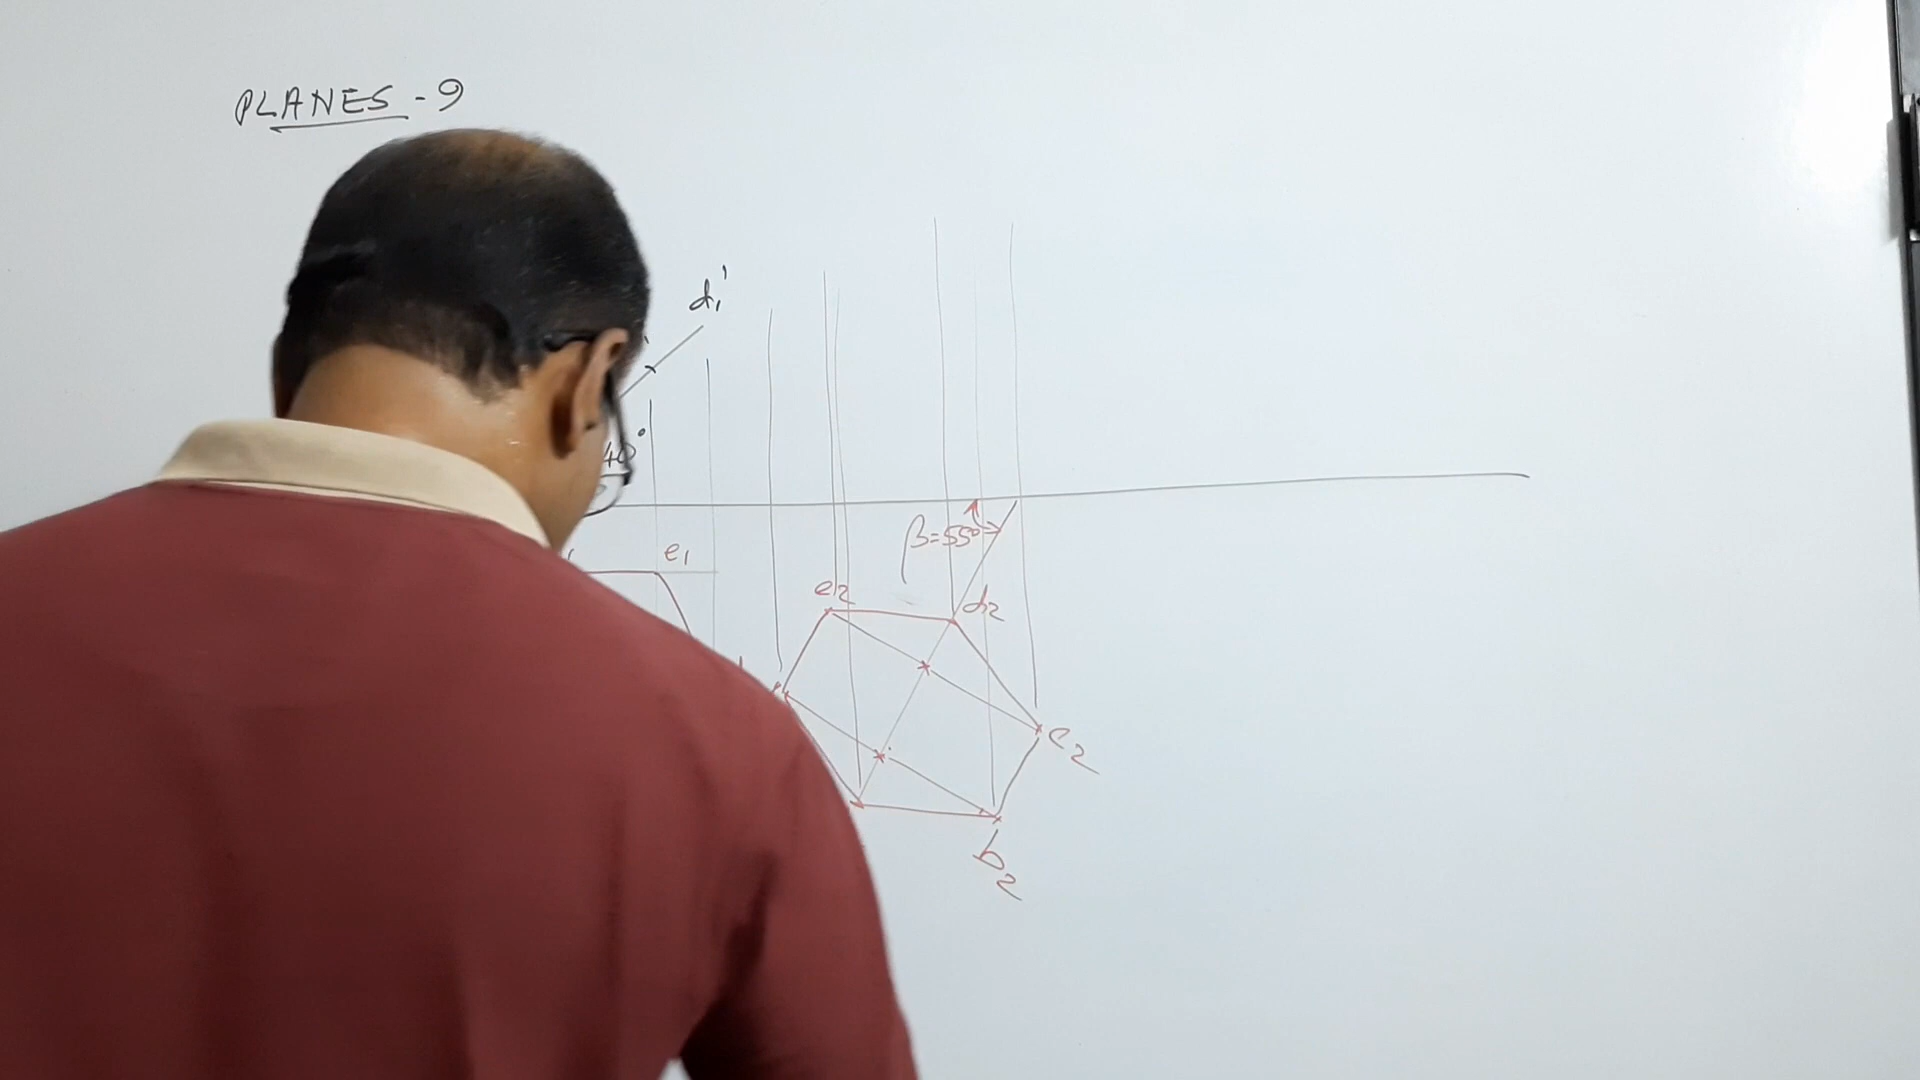 PLANES - 9
d₁'
40°
β=55°
e₁
e₂
d₂
c₂
b₂